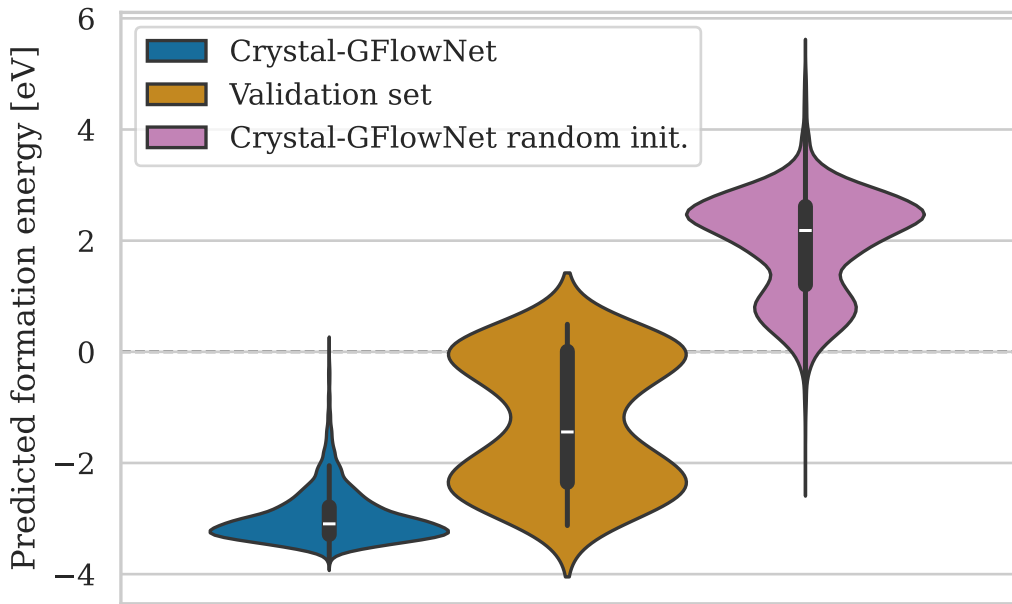 Predicted formation energy [eV]
6
4
2
0
−2
−4
Crystal-GFlowNet
Validation set
Crystal-GFlowNet random init.